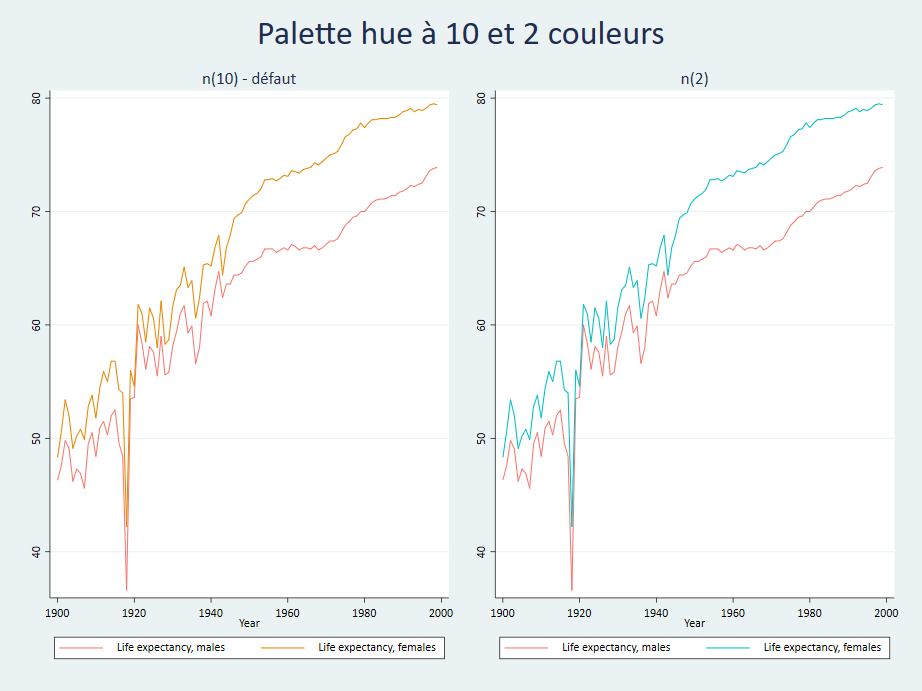 Palette hue à 10 et 2 couleurs
n(10) - défaut
80
70
60
50
40
1900 1920 1940 1960 1980 2000
Year
Life expectancy, males Life expectancy, females
n(2)
80
70
60
50
40
1900 1920 1940 1960 1980 2000
Year
Life expectancy, males Life expectancy, females